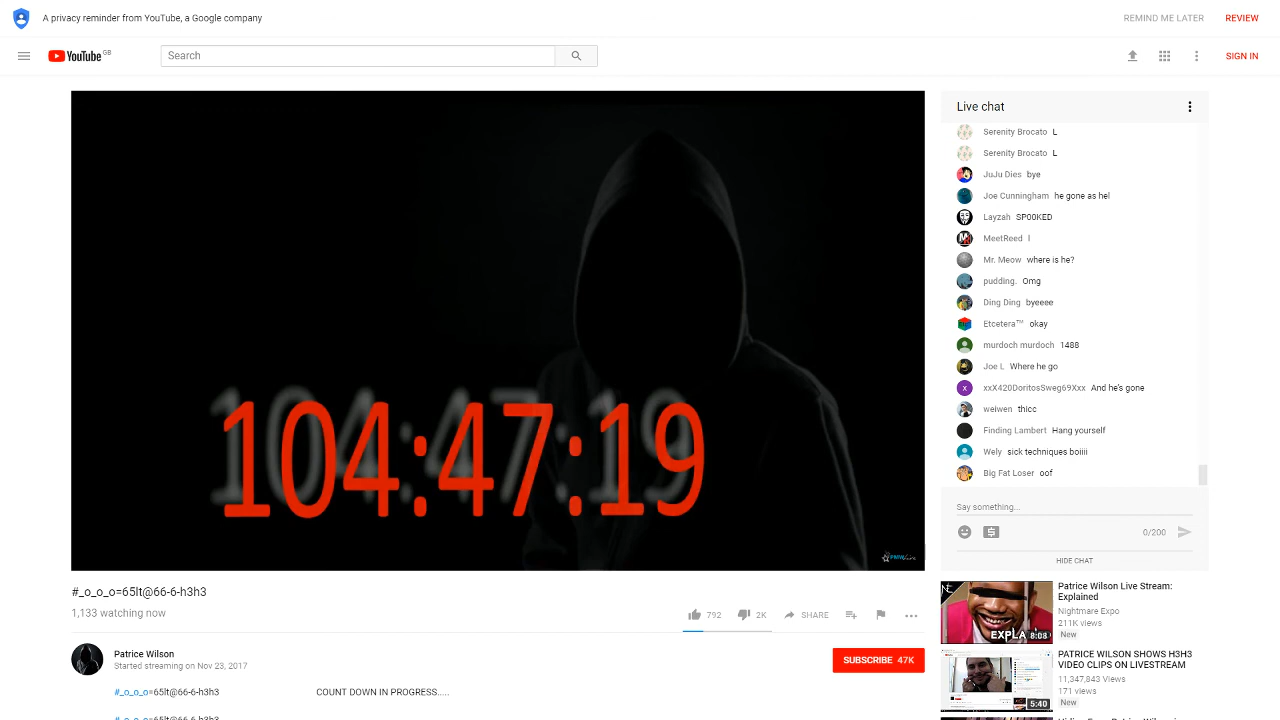 A privacy reminder from YouTube, a Google company
REMIND ME LATER
REVIEW
YouTube GB
Search
SIGN IN
104:47:19
Live chat
Serenity Brocato L
Serenity Brocato L
JuJu Dies bye
Joe Cunningham he gone as hel
Layzah SP00KED
MeetReed l
Mr. Meow where is he?
pudding. Omg
Ding Ding byeeee
Etcetera™ okay
murdoch murdoch 1488
Joe L Where he go
xxX420DoritosSweg69Xxx And he's gone
weiwen thicc
Finding Lambert Hang yourself
Wely sick techniques boiiii
Big Fat Loser oof
Say something...
0/200
HIDE CHAT
#_o_o_o=65lt@66-6-h3h3
1,133 watching now
792
2K
SHARE
Patrice Wilson
Started streaming on Nov 23, 2017
SUBSCRIBE 47K
#_o_o_o=65lt@66-6-h3h3 COUNT DOWN IN PROGRESS.....
#_o_o_o=65lt@66-6-h3h3
EXPLA
8:08
Patrice Wilson Live Stream:
Explained
Nightmare Expo
211K views
New
5:40
PATRICE WILSON SHOWS H3H3
VIDEO CLIPS ON LIVESTREAM
11,347,843 Views
171 views
New